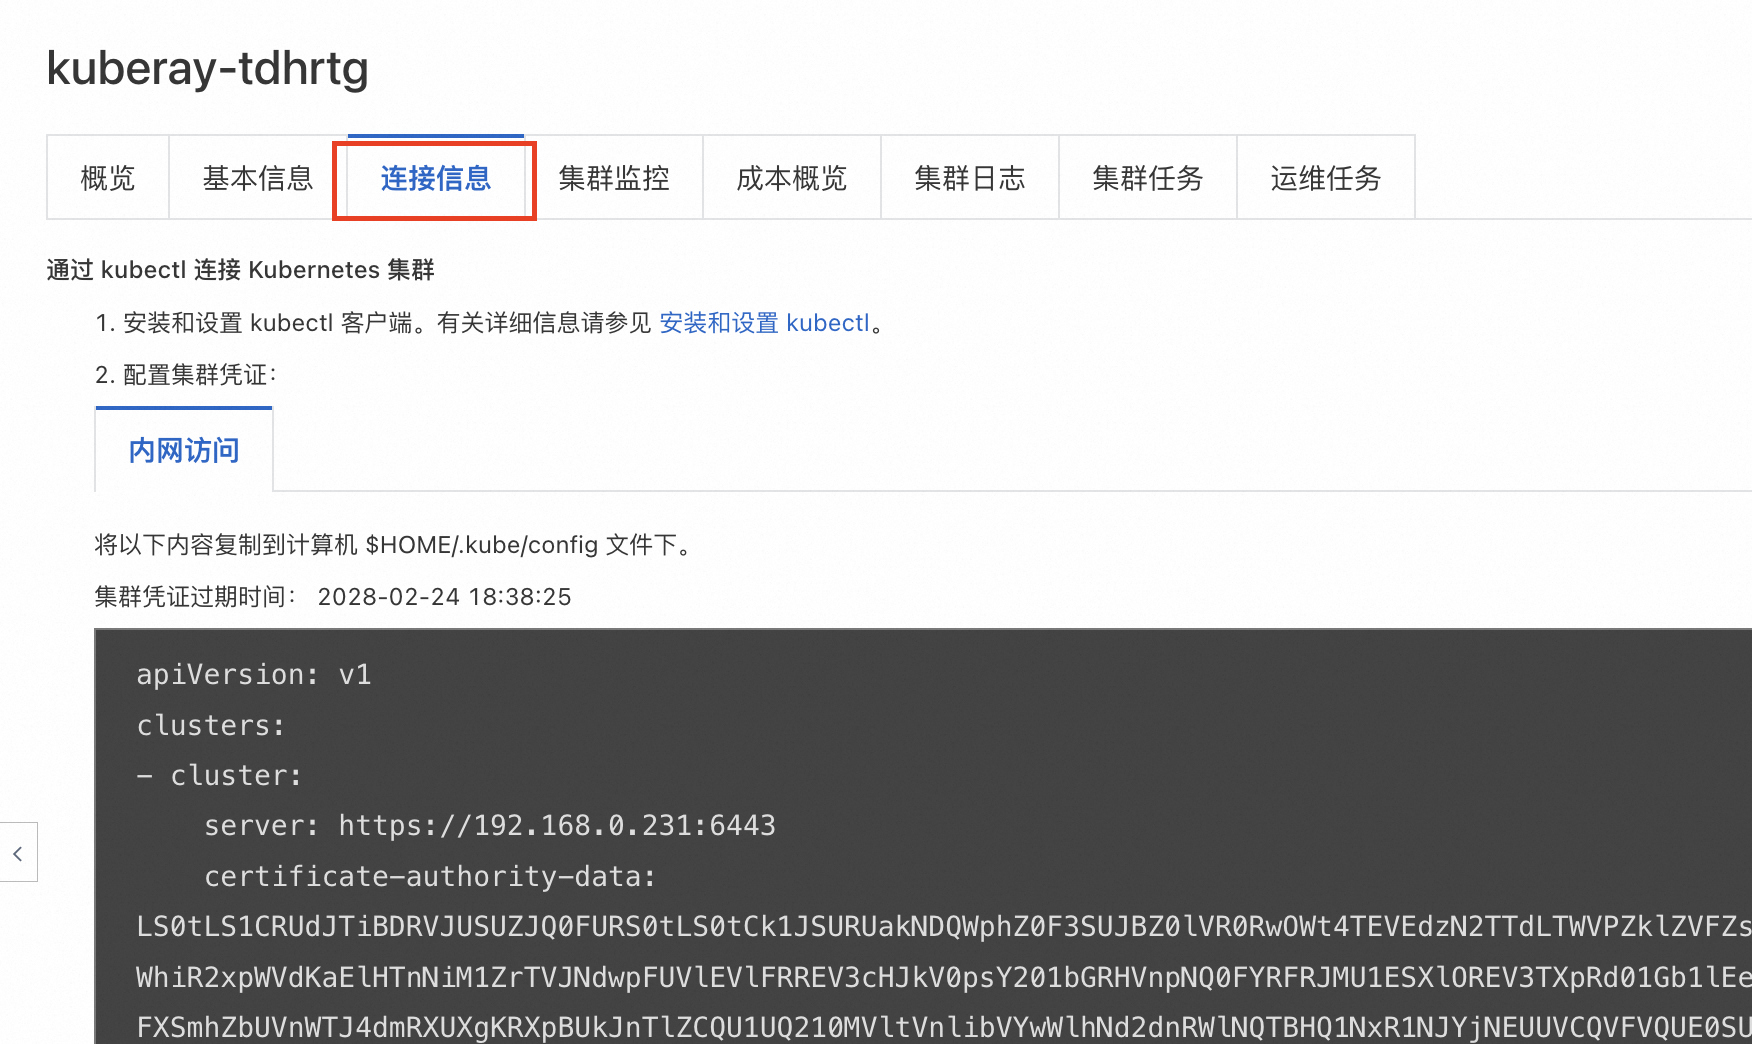 kuberay-tdhrtg
概览 基本信息 连接信息 集群监控 成本概览 集群日志 集群任务 运维任务
通过 kubectl 连接 Kubernetes 集群
1. 安装和设置 kubectl 客户端。有关详细信息请参见 安装和设置 kubectl。
2. 配置集群凭证：
内网访问
将以下内容复制到计算机 $HOME/.kube/config 文件下。
集群凭证过期时间： 2028-02-24 18:38:25
apiVersion: v1
clusters:
- cluster:
server: https://192.168.0.231:6443
certificate-authority-data:
LS0tLS1CRUdJTiBDRVJUSUZJQ0FURS0tLS0tCk1JSURUakNDQWphZ0F3SUJBZ0lVR0RwOWt4TEVEdzN2TTdLTWVPZklZVFZs
WhiR2xpWVdKaElHTnNiM1ZrTVJNdwpFUVlEVlFRREV3cHJkV0psY201bGRHVnpNQ0FYRFRJMU1ESXlOREV3TXpRd01Gb1lEe
FXSmhZbUVnWTJ4dmRXUXgKRXpBUkJnTlZCQU1UQ210MVltVnlibVYwWlhNd2dnRWlNQTBHQ1NxR1NJYjNEUUVCQVFVQUE0SU